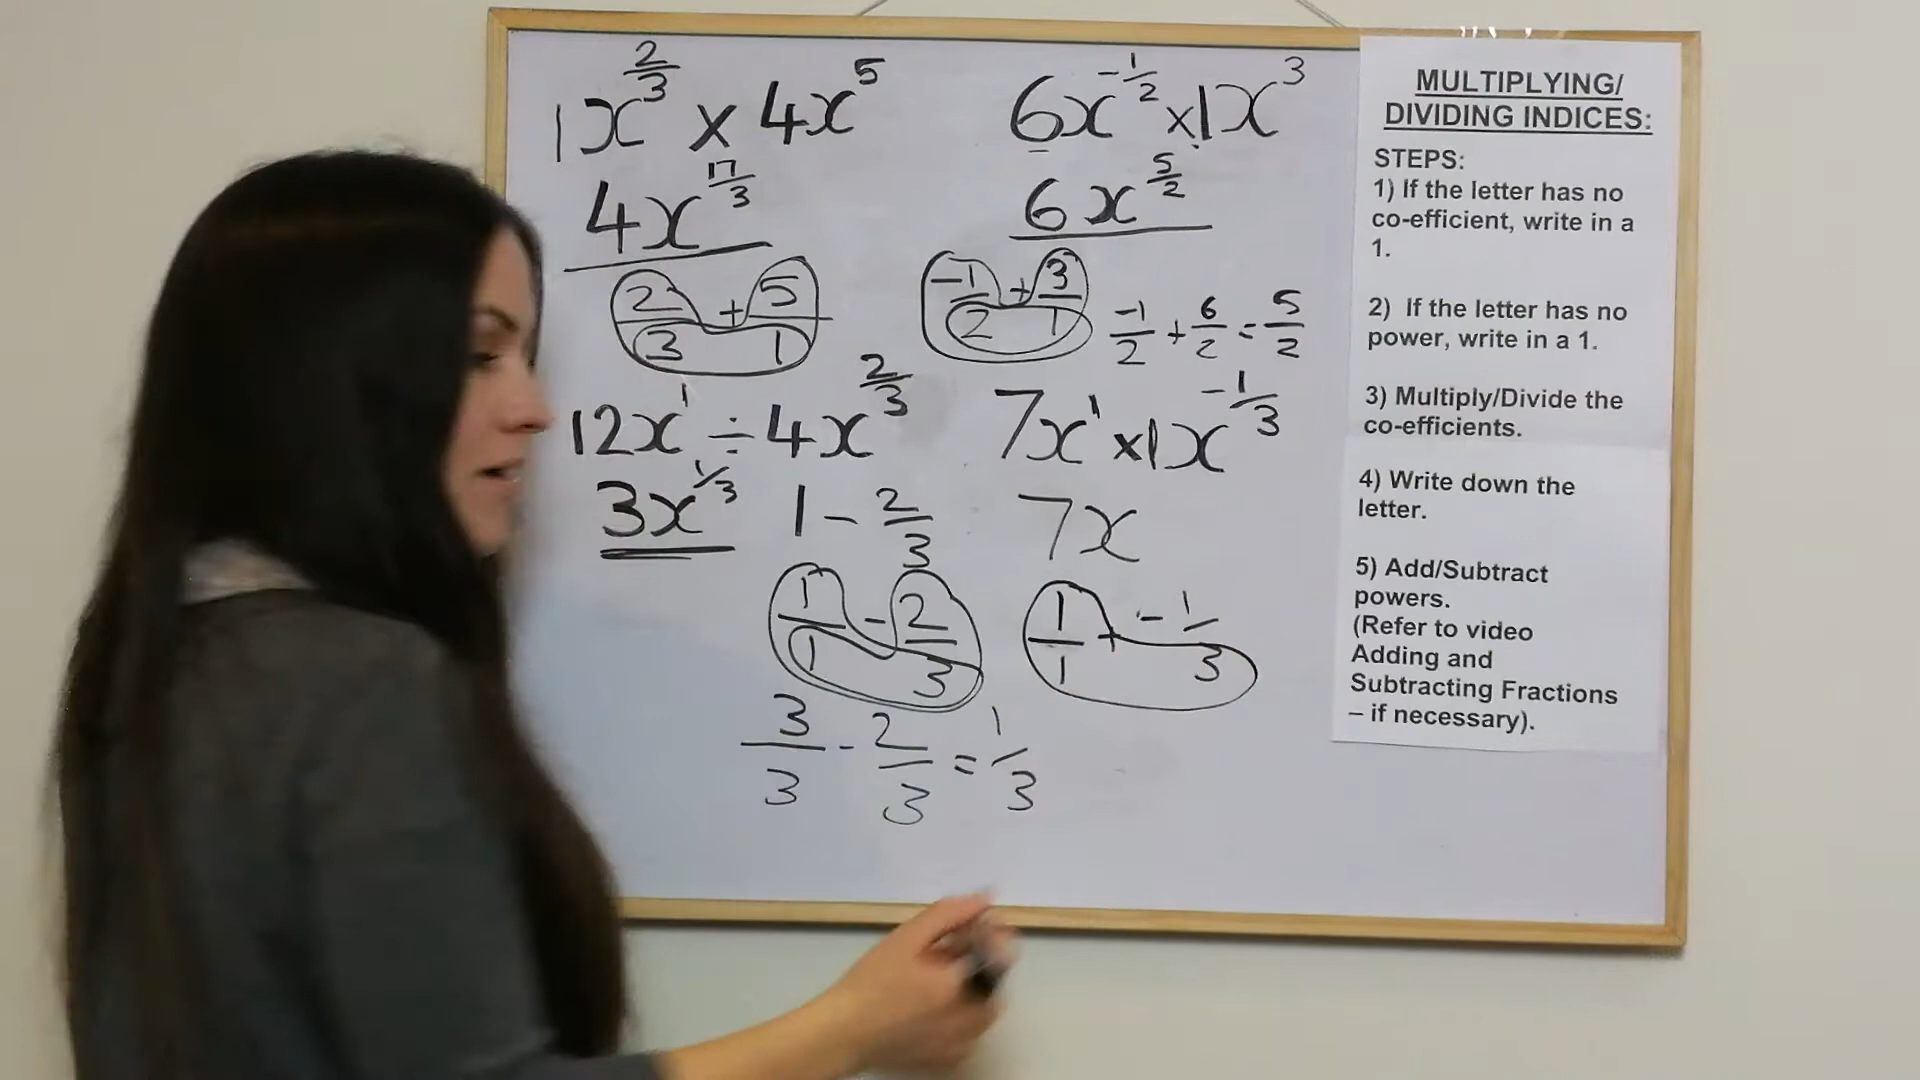 1x^2/3 × 4x^5
4x^17/3
2/3 + 5/1
6x^-1/2 × 1x^3
6x^5/2
-1/2 + 3/1
-1/2 + 6/2 = 5/2
12x^1 ÷ 4x^2/3
3x^1/3
1 - 2/3
1/1 - 2/3
3/3 - 2/3 = 1/3
7x^1 × 1x^-1/3
7x
1/1 + -1/3
MULTIPLYING/
DIVIDING INDICES:
STEPS:
1) If the letter has no
co-efficient, write in a
1.
2) If the letter has no
power, write in a 1.
3) Multiply/Divide the
co-efficients.
4) Write down the
letter.
5) Add/Subtract
powers.
(Refer to video
Adding and
Subtracting Fractions
– if necessary).